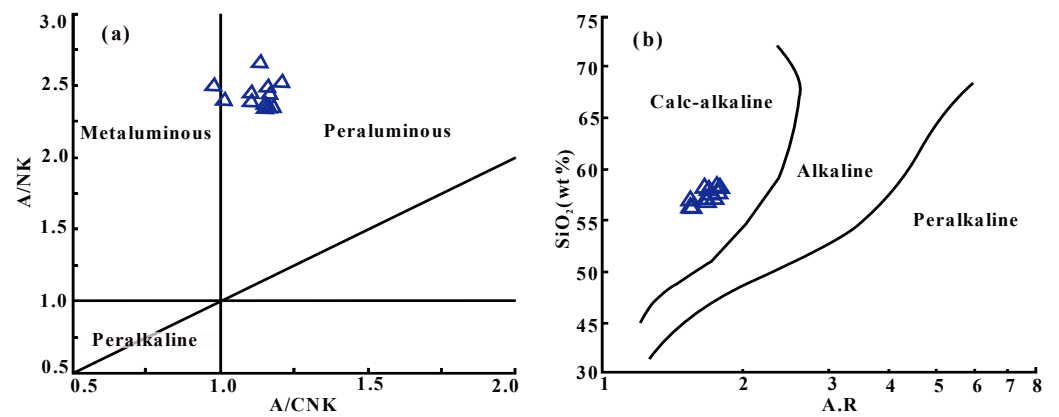 (a)
3.0
2.5
2.0
1.5
1.0
0.5
A/NK
Metaluminous
Peraluminous
Peralkaline
0.5
1.0
1.5
2.0
A/CNK
(b)
75
70
65
60
55
50
45
30
SiO₂(wt%)
Calc-alkaline
Alkaline
Peralkaline
1
2
3
4
5
6
7
8
A.R